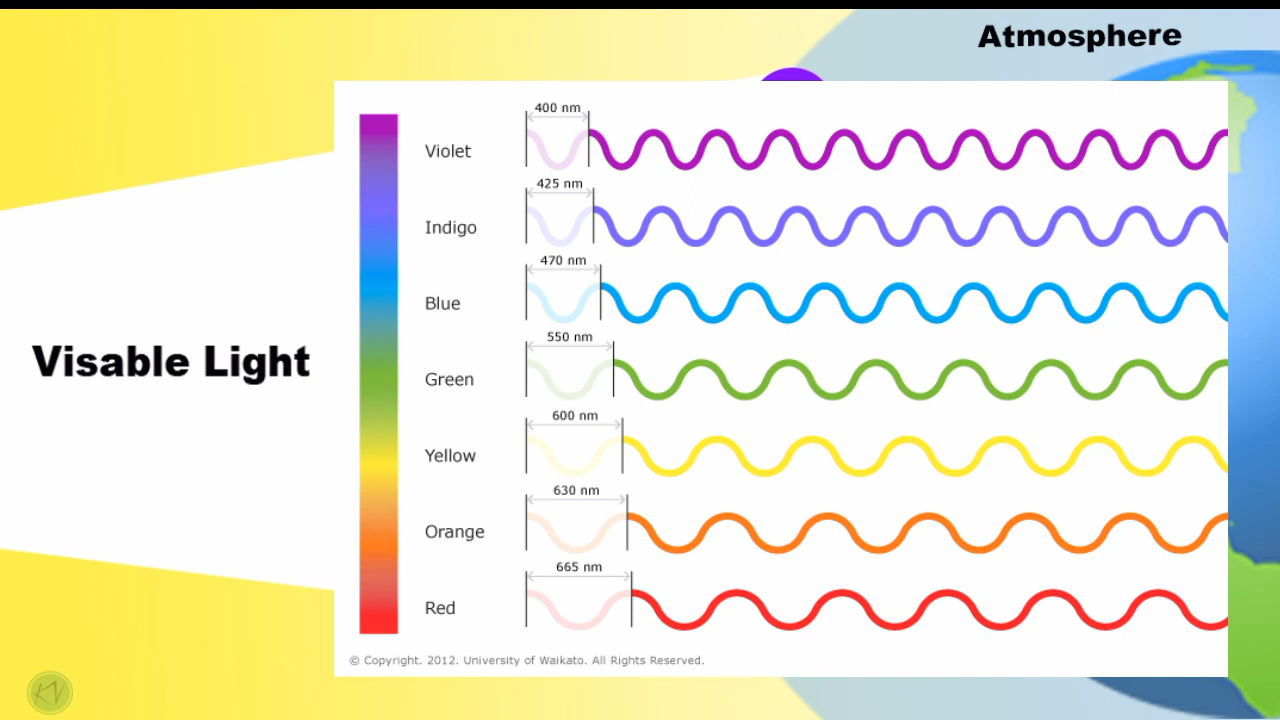 Atmosphere
400 nm
Violet
425 nm
Indigo
470 nm
Blue
550 nm
Visable Light
Green
600 nm
Yellow
630 nm
Orange
665 nm
Red
© Copyright. 2012. University of Waikato. All Rights Reserved.
KV